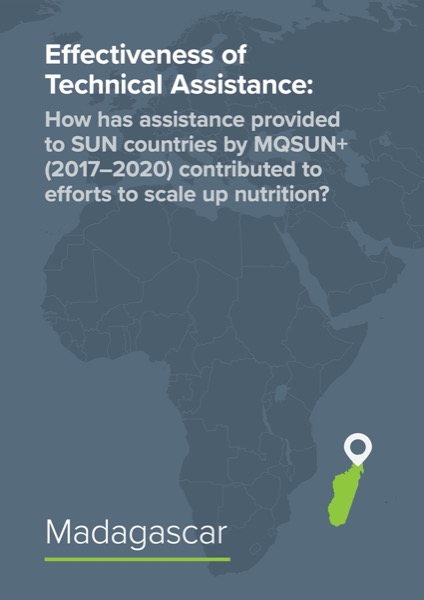 Effectiveness of
Technical Assistance:
How has assistance provided
to SUN countries by MQSUN+
(2017–2020) contributed to
efforts to scale up nutrition?
Madagascar